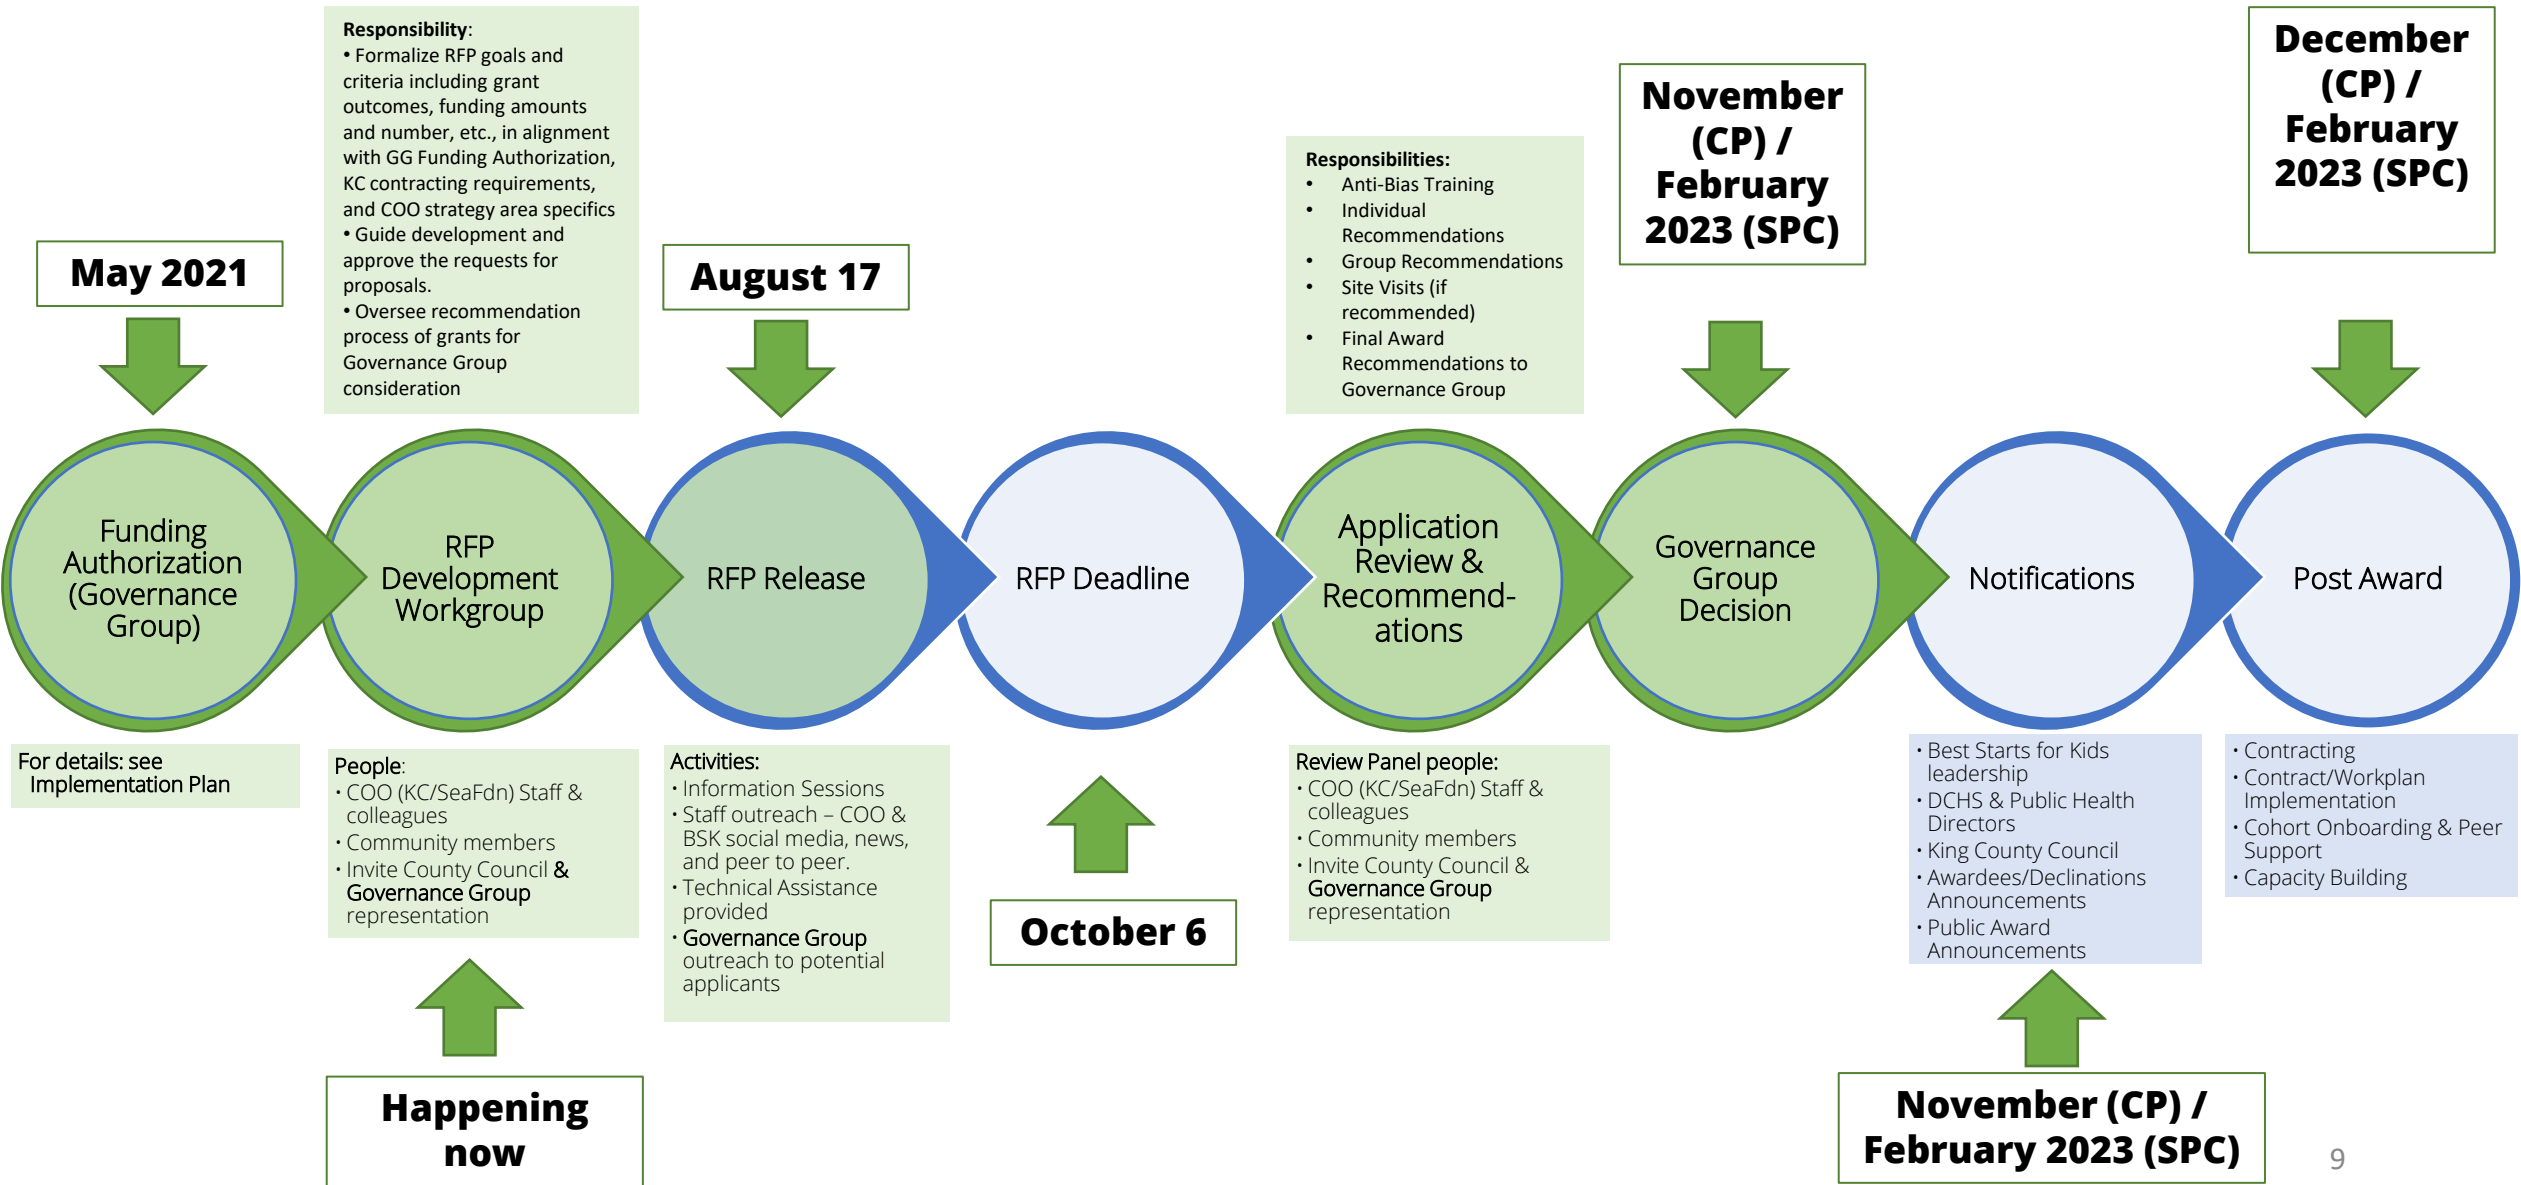 Responsibility:
• Formalize RFP goals and
criteria including grant
outcomes, funding amounts
and number, etc., in alignment
with GG Funding Authorization,
KC contracting requirements,
and COO strategy area specifics
• Guide development and
approve the requests for
proposals.
• Oversee recommendation
process of grants for
Governance Group
consideration
December
(CP) /
February
2023 (SPC)
November
(CP) /
February
2023 (SPC)
Responsibilities:
• Anti-Bias Training
• Individual
Recommendations
• Group Recommendations
• Site Visits (if
recommended)
• Final Award
Recommendations to
Governance Group
May 2021
August 17
Funding
Authorization
(Governance
Group)
RFP
Development
Workgroup
RFP Release
RFP Deadline
Application
Review &
Recommend-
ations
Governance
Group
Decision
Notifications
Post Award
For details: see
Implementation Plan
People:
• COO (KC/SeaFdn) Staff &
colleagues
• Community members
• Invite County Council &
Governance Group
representation
Activities:
• Information Sessions
• Staff outreach – COO &
BSK social media, news,
and peer to peer.
• Technical Assistance
provided
• Governance Group
outreach to potential
applicants
October 6
Review Panel people:
• COO (KC/SeaFdn) Staff &
colleagues
• Community members
• Invite County Council &
Governance Group
representation
• Best Starts for Kids
leadership
• DCHS & Public Health
Directors
• King County Council
• Awardees/Declinations
Announcements
• Public Award
Announcements
• Contracting
• Contract/Workplan
Implementation
• Cohort Onboarding & Peer
Support
• Capacity Building
Happening
now
November (CP) /
February 2023 (SPC)
9